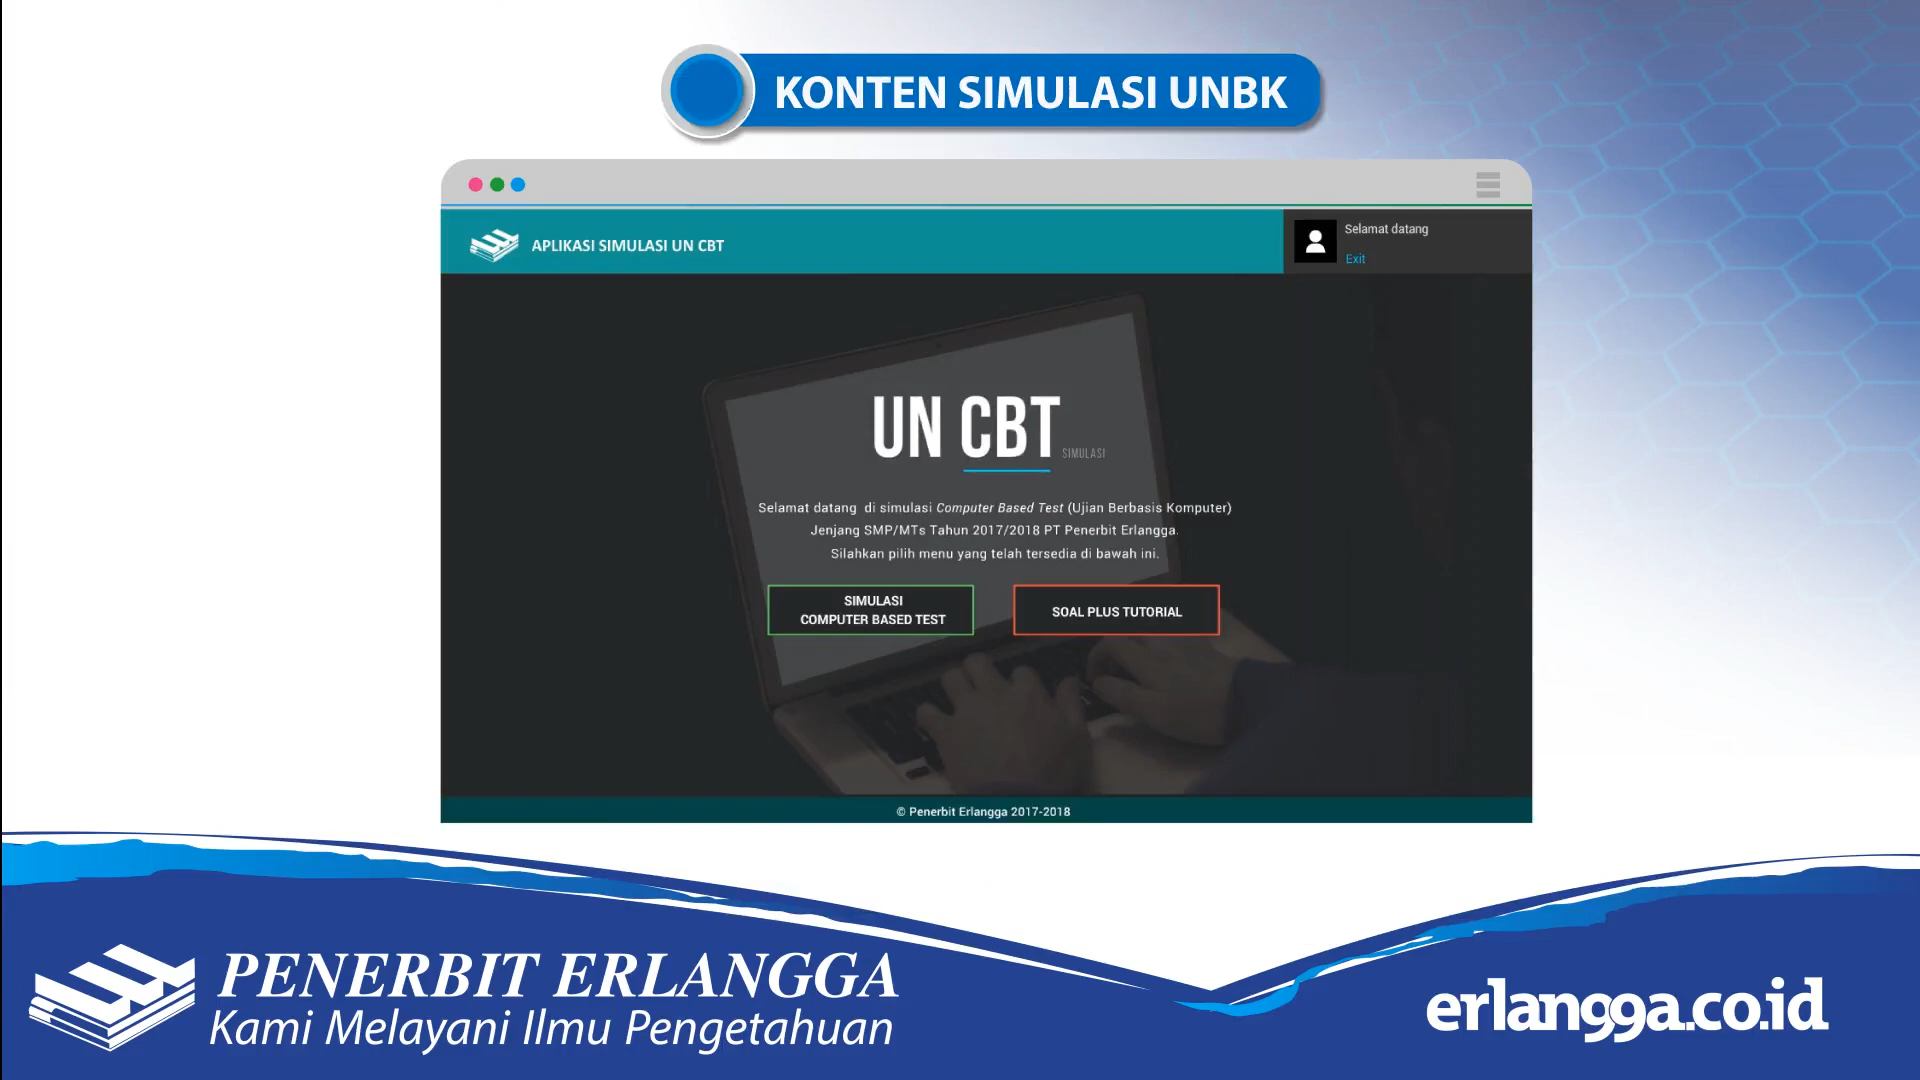 KONTEN SIMULASI UNBK
APLIKASI SIMULASI UN CBT
Selamat datang
Exit
UN CBT SIMULASI
Selamat datang di simulasi Computer Based Test (Ujian Berbasis Komputer)
Jenjang SMP/MTs Tahun 2017/2018 PT Penerbit Erlangga.
Silahkan pilih menu yang telah tersedia di bawah ini.
SIMULASI
COMPUTER BASED TEST
SOAL PLUS TUTORIAL
© Penerbit Erlangga 2017-2018
PENERBIT ERLANGGA
Kami Melayani Ilmu Pengetahuan
erlangga.co.id